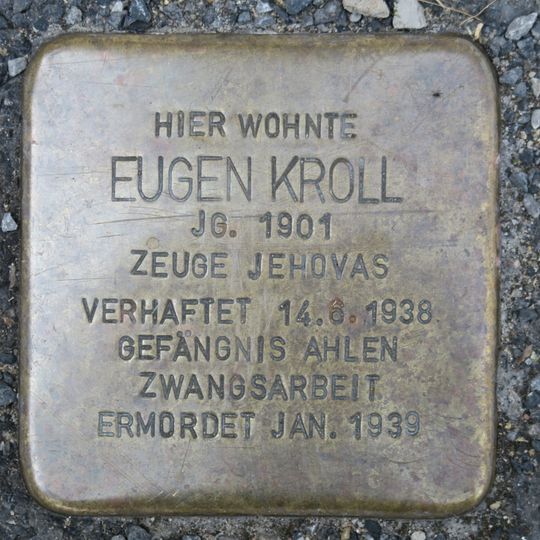 HIER WOHNTE
EUGEN KROLL
JG. 1901
ZEUGE JEHOVAS
VERHAFTET 14.6.1938
GEFÄNGNIS AHLEN
ZWANGSARBEIT
ERMORDET JAN. 1939